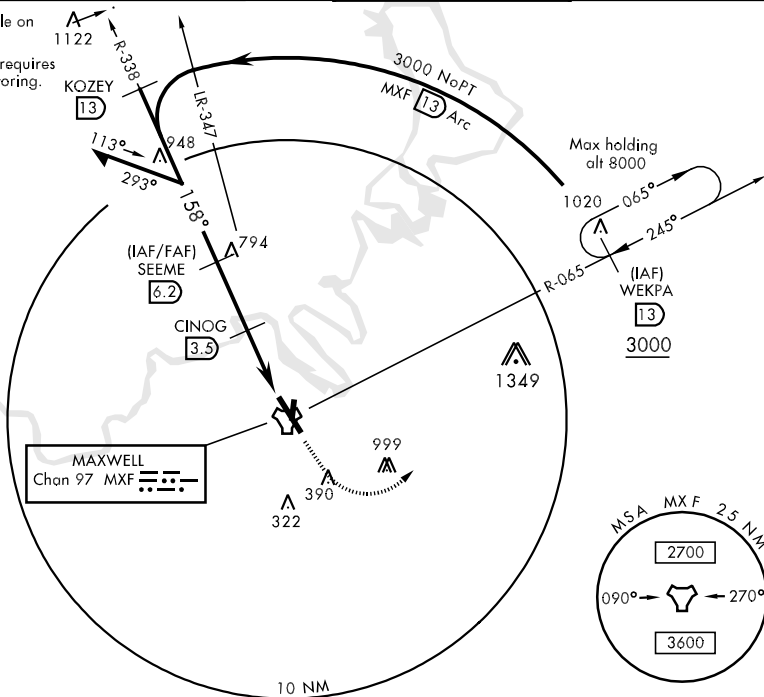 le on
1122
requires
oring.
R-338
KOZEY
13
LR-347
3000 NoPT
MXF 13 Arc
113°
948
293°
158°
Max holding
alt 8000
1020
065°
245°
(IAF)
WEKPA
13
3000
R-065
(IAF/FAF)
SEEME
6.2
794
CINOG
3.5
1349
MAXWELL
Chan 97 MXF
999
390
322
10 NM
MSA MXF 25 NM
2700
090°
270°
3600